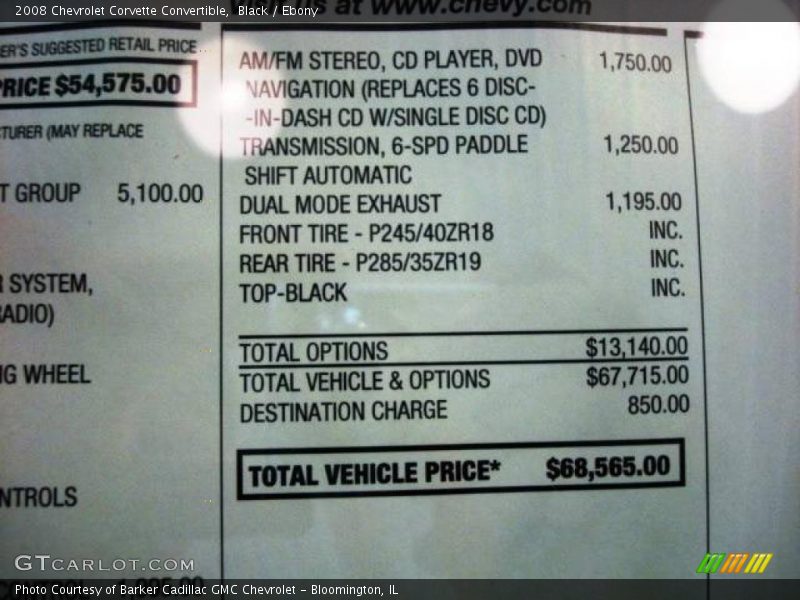 2008 Chevrolet Corvette Convertible, Black / Ebony
us at www.chevy.com
ER'S SUGGESTED RETAIL PRICE
PRICE $54,575.00
TURER (MAY REPLACE
T GROUP 5,100.00
R SYSTEM,
ADIO)
NG WHEEL
NTROLS
AM/FM STEREO, CD PLAYER, DVD 1,750.00
NAVIGATION (REPLACES 6 DISC-
-IN-DASH CD W/SINGLE DISC CD)
TRANSMISSION, 6-SPD PADDLE 1,250.00
SHIFT AUTOMATIC
DUAL MODE EXHAUST 1,195.00
FRONT TIRE - P245/40ZR18 INC.
REAR TIRE - P285/35ZR19 INC.
TOP-BLACK INC.
TOTAL OPTIONS $13,140.00
TOTAL VEHICLE & OPTIONS $67,715.00
DESTINATION CHARGE 850.00
TOTAL VEHICLE PRICE* $68,565.00
GTCARLOT.COM
Photo Courtesy of Barker Cadillac GMC Chevrolet - Bloomington, IL